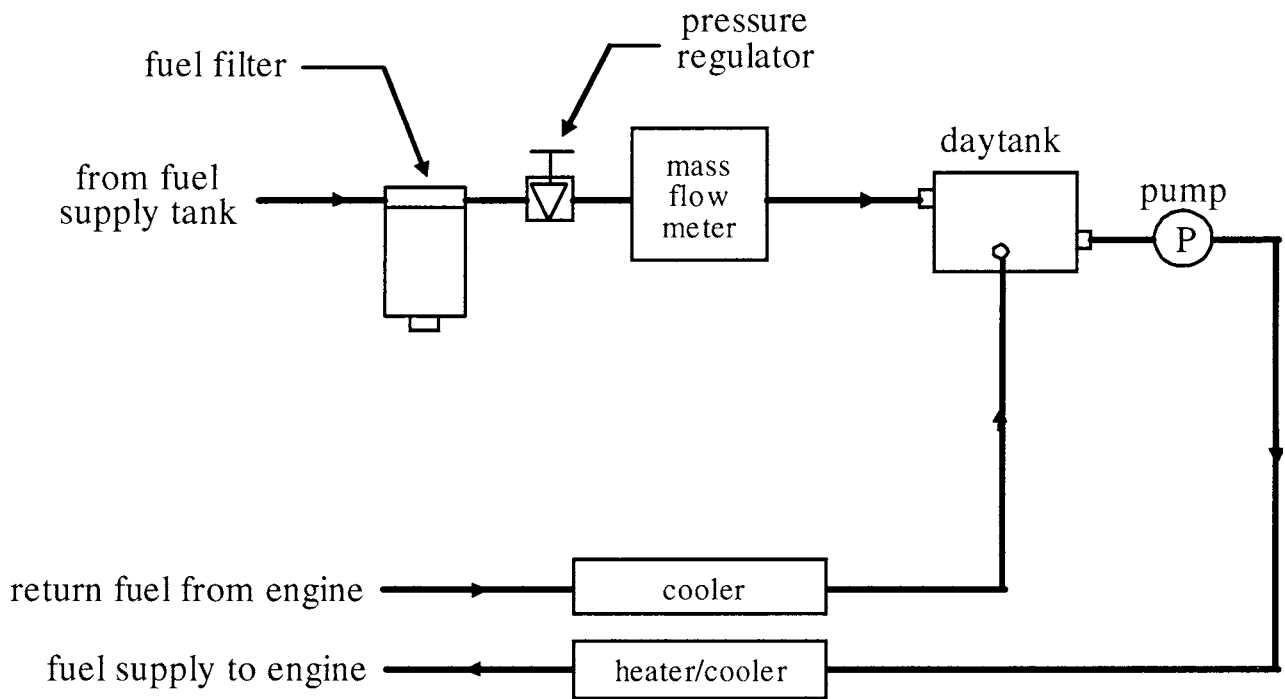 pressure
regulator
fuel filter
from fuel
supply tank
mass
flow
meter
daytank
pump
P
return fuel from engine
cooler
fuel supply to engine
heater/cooler